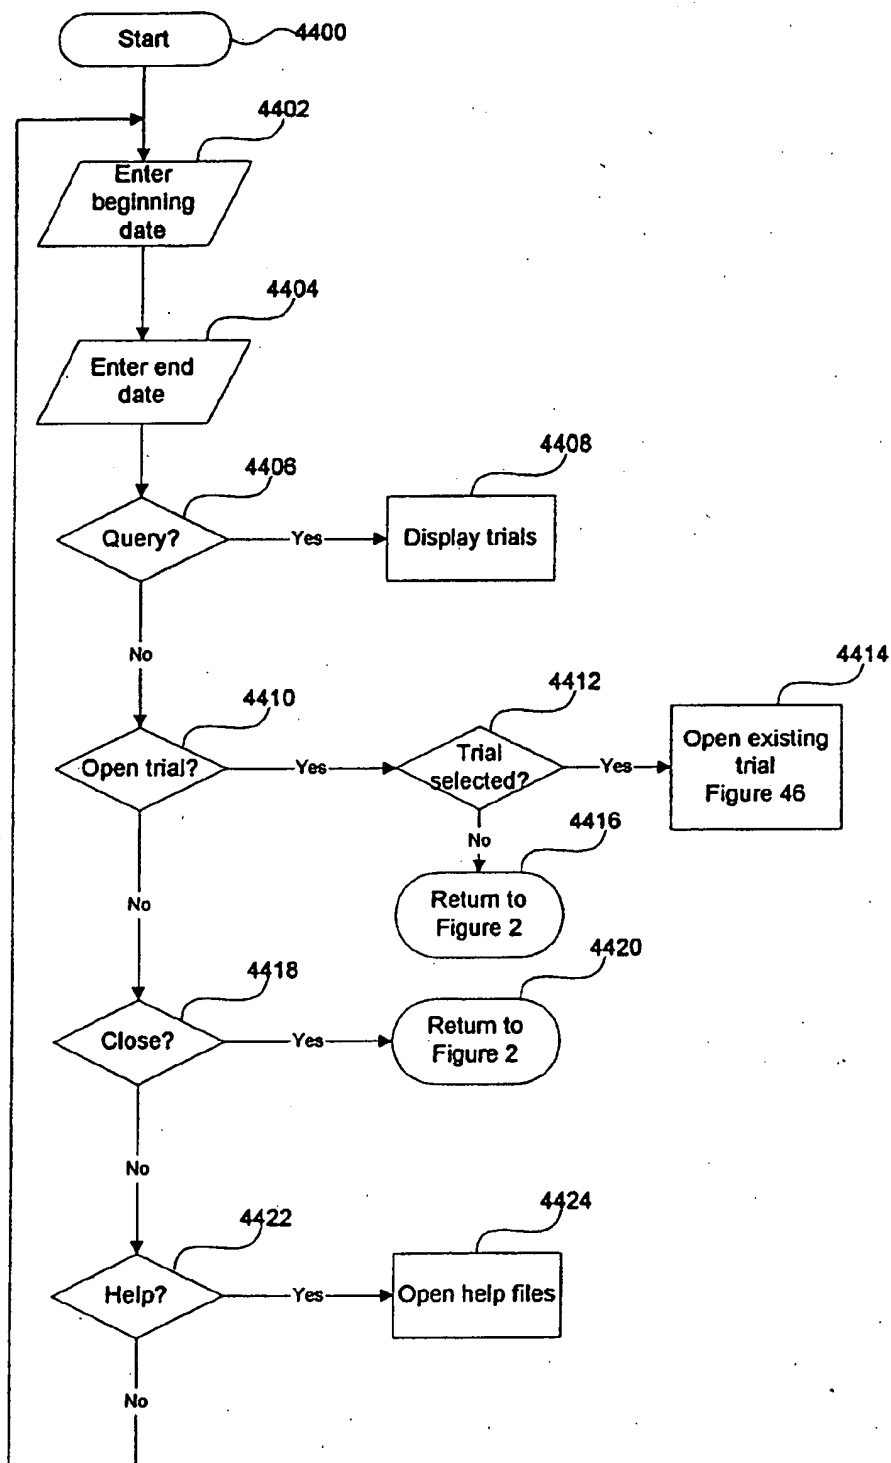 Start
4400
4402
Enter
beginning
date
4404
Enter end
date
4406
Query?
Yes
4408
Display trials
No
4410
Open trial?
Yes
4412
Trial
selected?
Yes
4414
Open existing
trial
Figure 46
No
4416
Return to
Figure 2
No
4418
Close?
Yes
4420
Return to
Figure 2
No
4422
Help?
Yes
4424
Open help files
No